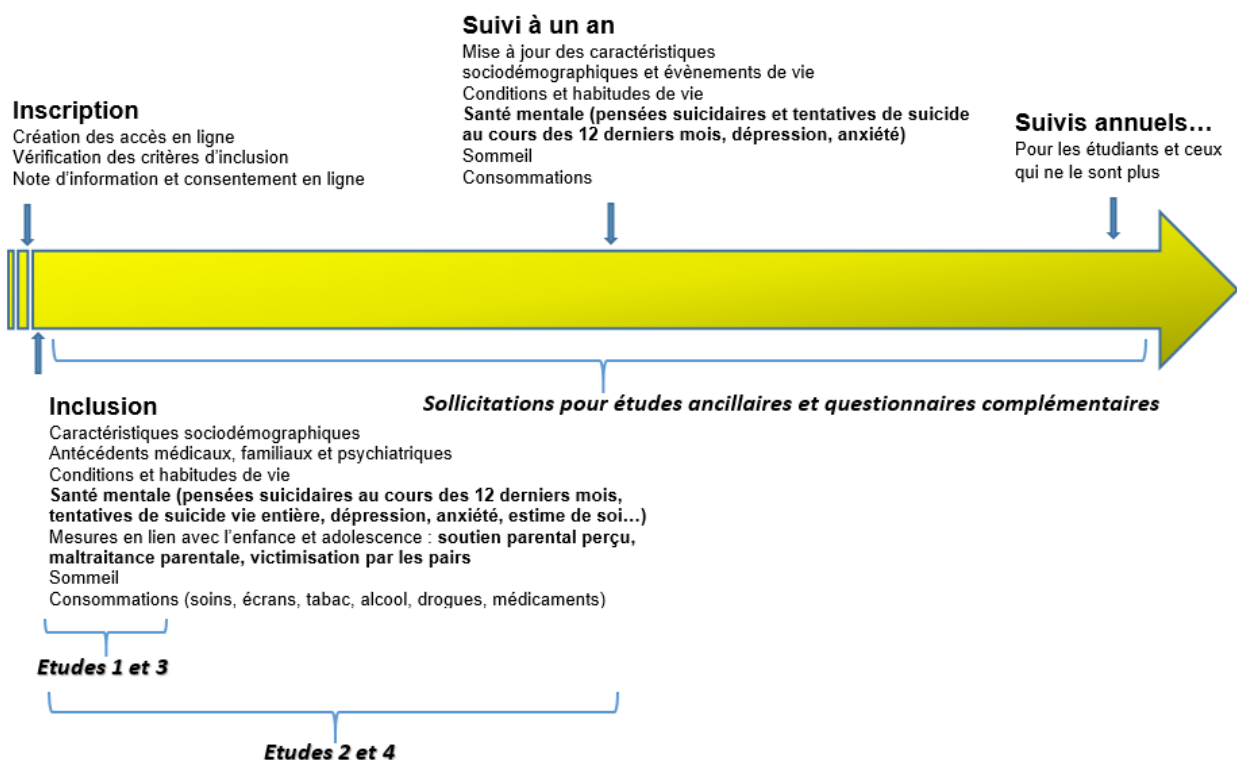 Inscription
Création des accès en ligne
Vérification des critères d'inclusion
Note d'information et consentement en ligne
Suivi à un an
Mise à jour des caractéristiques
sociodémographiques et évènements de vie
Conditions et habitudes de vie
Santé mentale (pensées suicidaires et tentatives de suicide
au cours des 12 derniers mois, dépression, anxiété)
Sommeil
Consommations
Suivis annuels…
Pour les étudiants et ceux
qui ne le sont plus
Sollicitations pour études ancillaires et questionnaires complémentaires
Inclusion
Caractéristiques sociodémographiques
Antécédents médicaux, familiaux et psychiatriques
Conditions et habitudes de vie
Santé mentale (pensées suicidaires au cours des 12 derniers mois,
tentatives de suicide vie entière, dépression, anxiété, estime de soi…)
Mesures en lien avec l'enfance et adolescence : soutien parental perçu,
maltraitance parentale, victimisation par les pairs
Sommeil
Consommations (soins, écrans, tabac, alcool, drogues, médicaments)
Etudes 1 et 3
Etudes 2 et 4